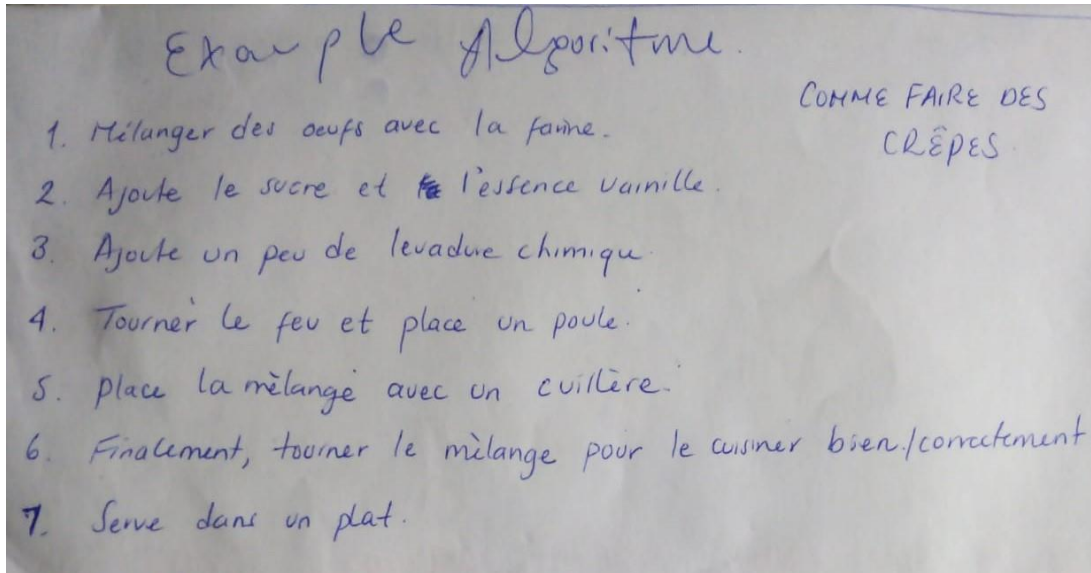 Example Algoritme.
COMME FAIRE DES
CRÊPES.
1. Mélanger des oeufs avec la farine.
2. Ajoute le sucre et l'essence vainille.
3. Ajoute un peu de levadue chimique.
4. Tourner le feu et place un poule.
5. place la mèlange avec un cuillère.
6. Finalement, tourner le mèlange pour le cuisiner bien/correctement
7. Serve dans un plat.